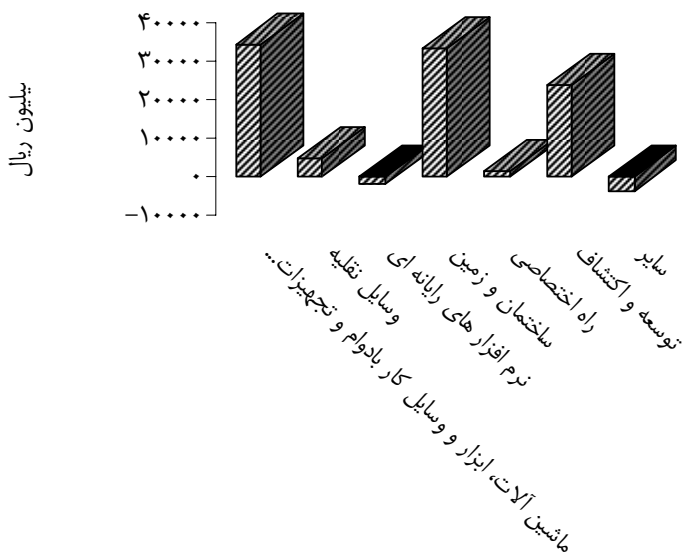 ۴۰۰۰۰
۳۰۰۰۰
۲۰۰۰۰
۱۰۰۰۰
۰
-۱۰۰۰۰
میلیون ریال
ماشین آلات، ابزار و وسایل کار بادوام و تجهیزات...
وسایل نقلیه
نرم افزار های رایانه ای
ساختمان و زمین
راه اختصاصی
توسعه و اکتشاف
سایر